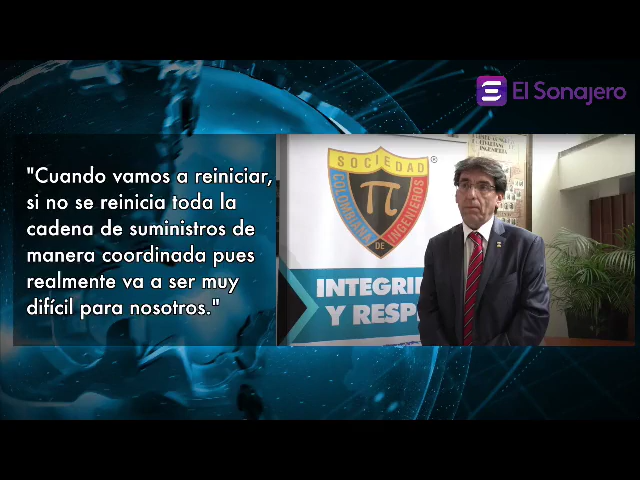 El Sonajero
"Cuando vamos a reiniciar,
si no se reinicia toda la
cadena de suministros de
manera coordinada pues
realmente va a ser muy
difícil para nosotros."
SOCIEDAD
COLOMBIANA
DE
INGENIEROS
π
®
INTEGRI
Y RESP
INGENIERIA